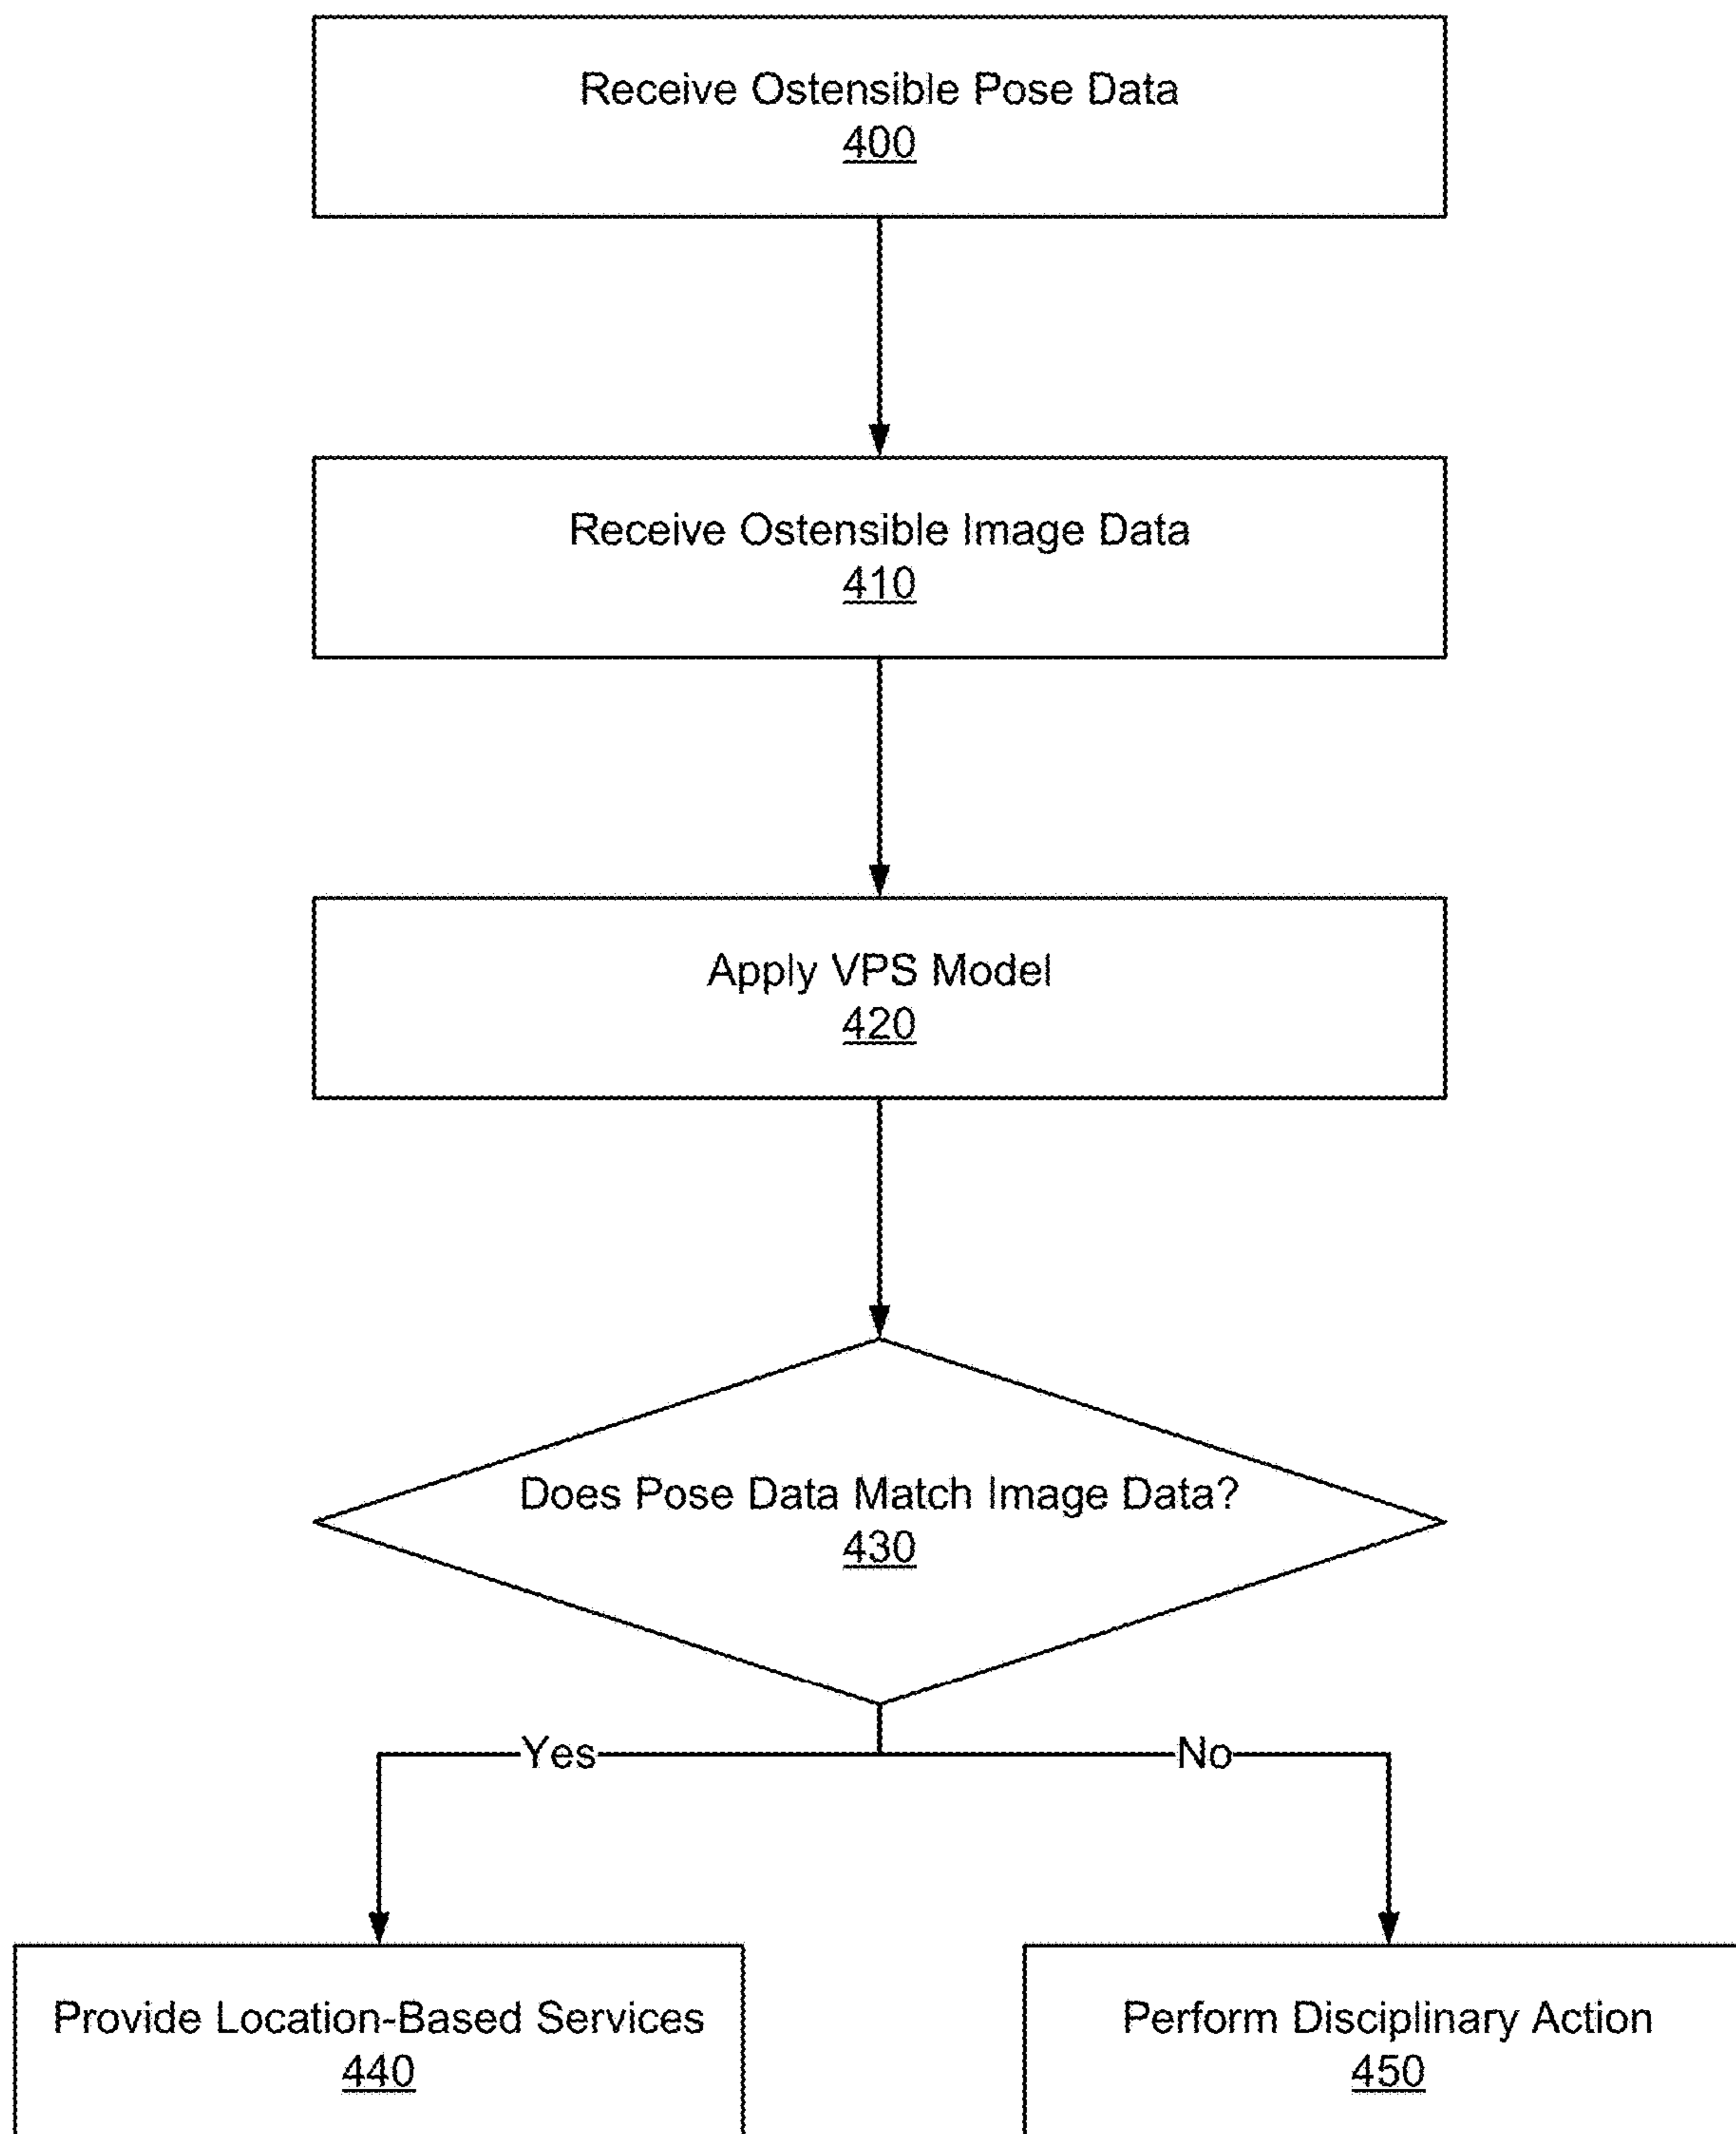 Receive Ostensible Pose Data
400
Receive Ostensible Image Data
410
Apply VPS Model
420
Does Pose Data Match Image Data?
430
Yes
No
Provide Location-Based Services
440
Perform Disciplinary Action
450